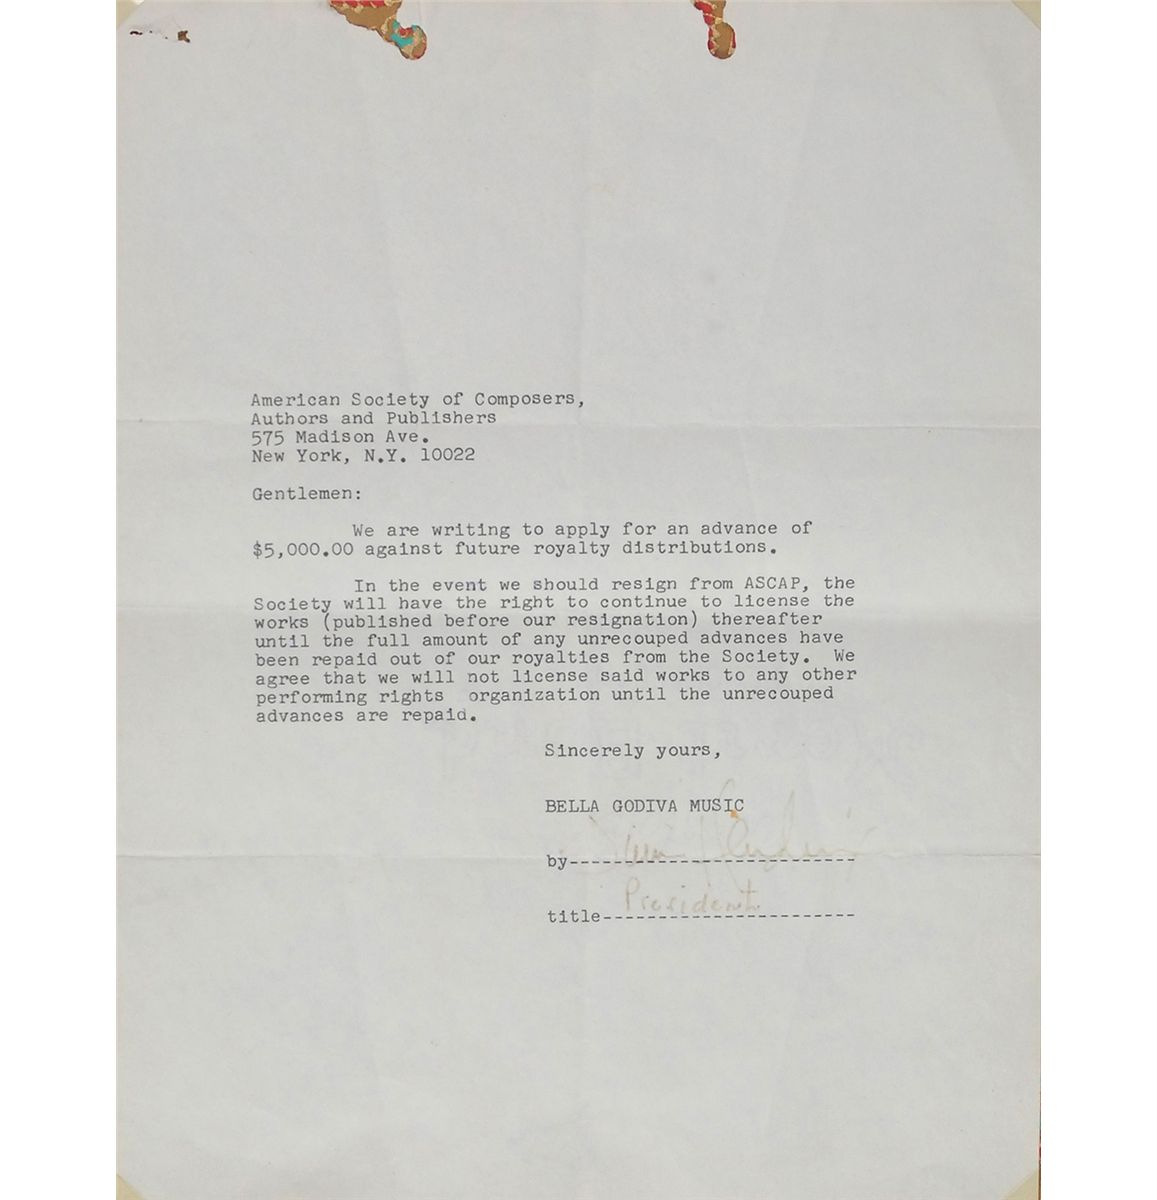 American Society of Composers,
Authors and Publishers
575 Madison Ave.
New York, N.Y. 10022
Gentlemen:
We are writing to apply for an advance of
$5,000.00 against future royalty distributions.
In the event we should resign from ASCAP, the
Society will have the right to continue to license the
works (published before our resignation) thereafter
until the full amount of any unrecouped advances have
been repaid out of our royalties from the Society.  We
agree that we will not license said works to any other
performing rights  organization until the unrecouped
advances are repaid.
Sincerely yours,
BELLA GODIVA MUSIC
by--------------------------
President
title-----------------------